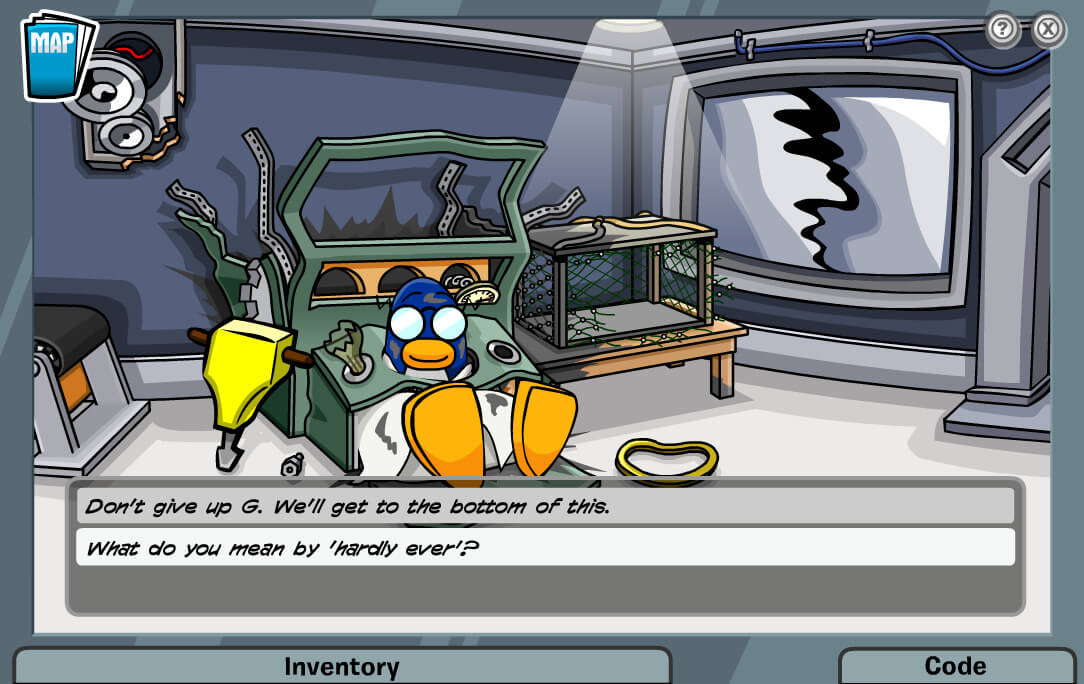 MAP
?
X
Don't give up G. We'll get to the bottom of this.
What do you mean by 'hardly ever'?
Inventory
Code